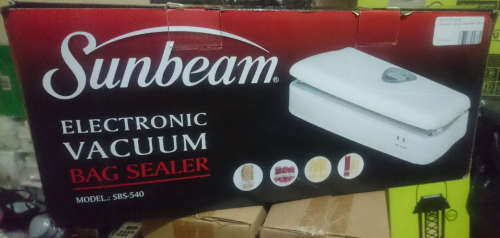 Sunbeam®
ELECTRONIC
VACUUM
BAG SEALER
MODEL.: SBS-540